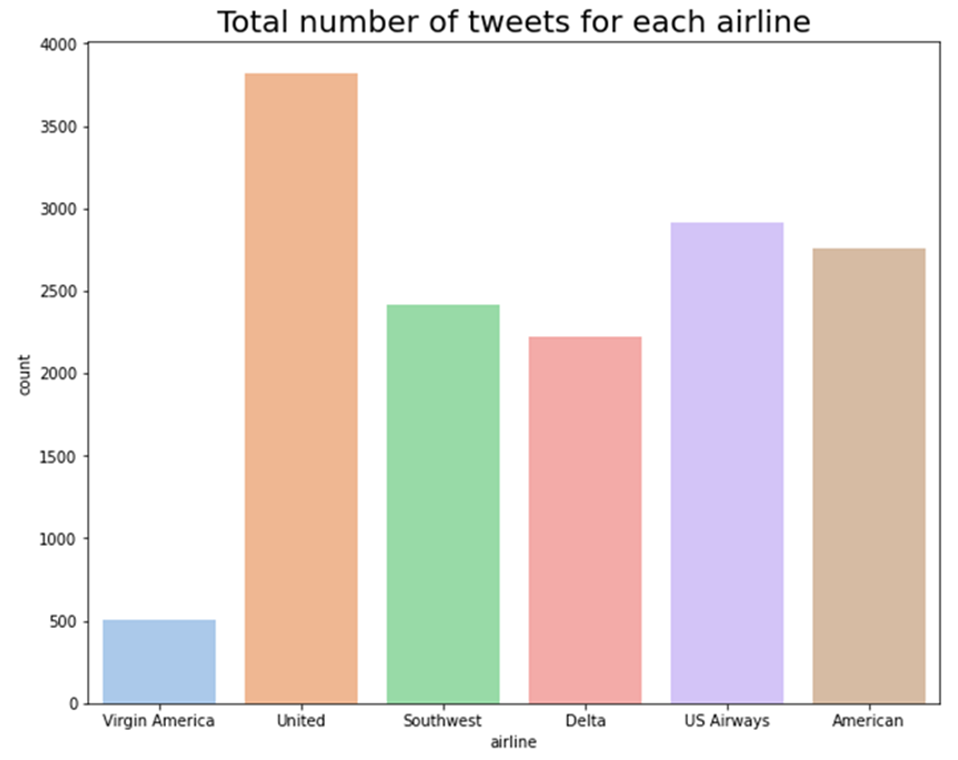 Total number of tweets for each airline
4000
3500
3000
2500
2000
1500
1000
500
0
count
Virgin America United Southwest Delta US Airways American
airline